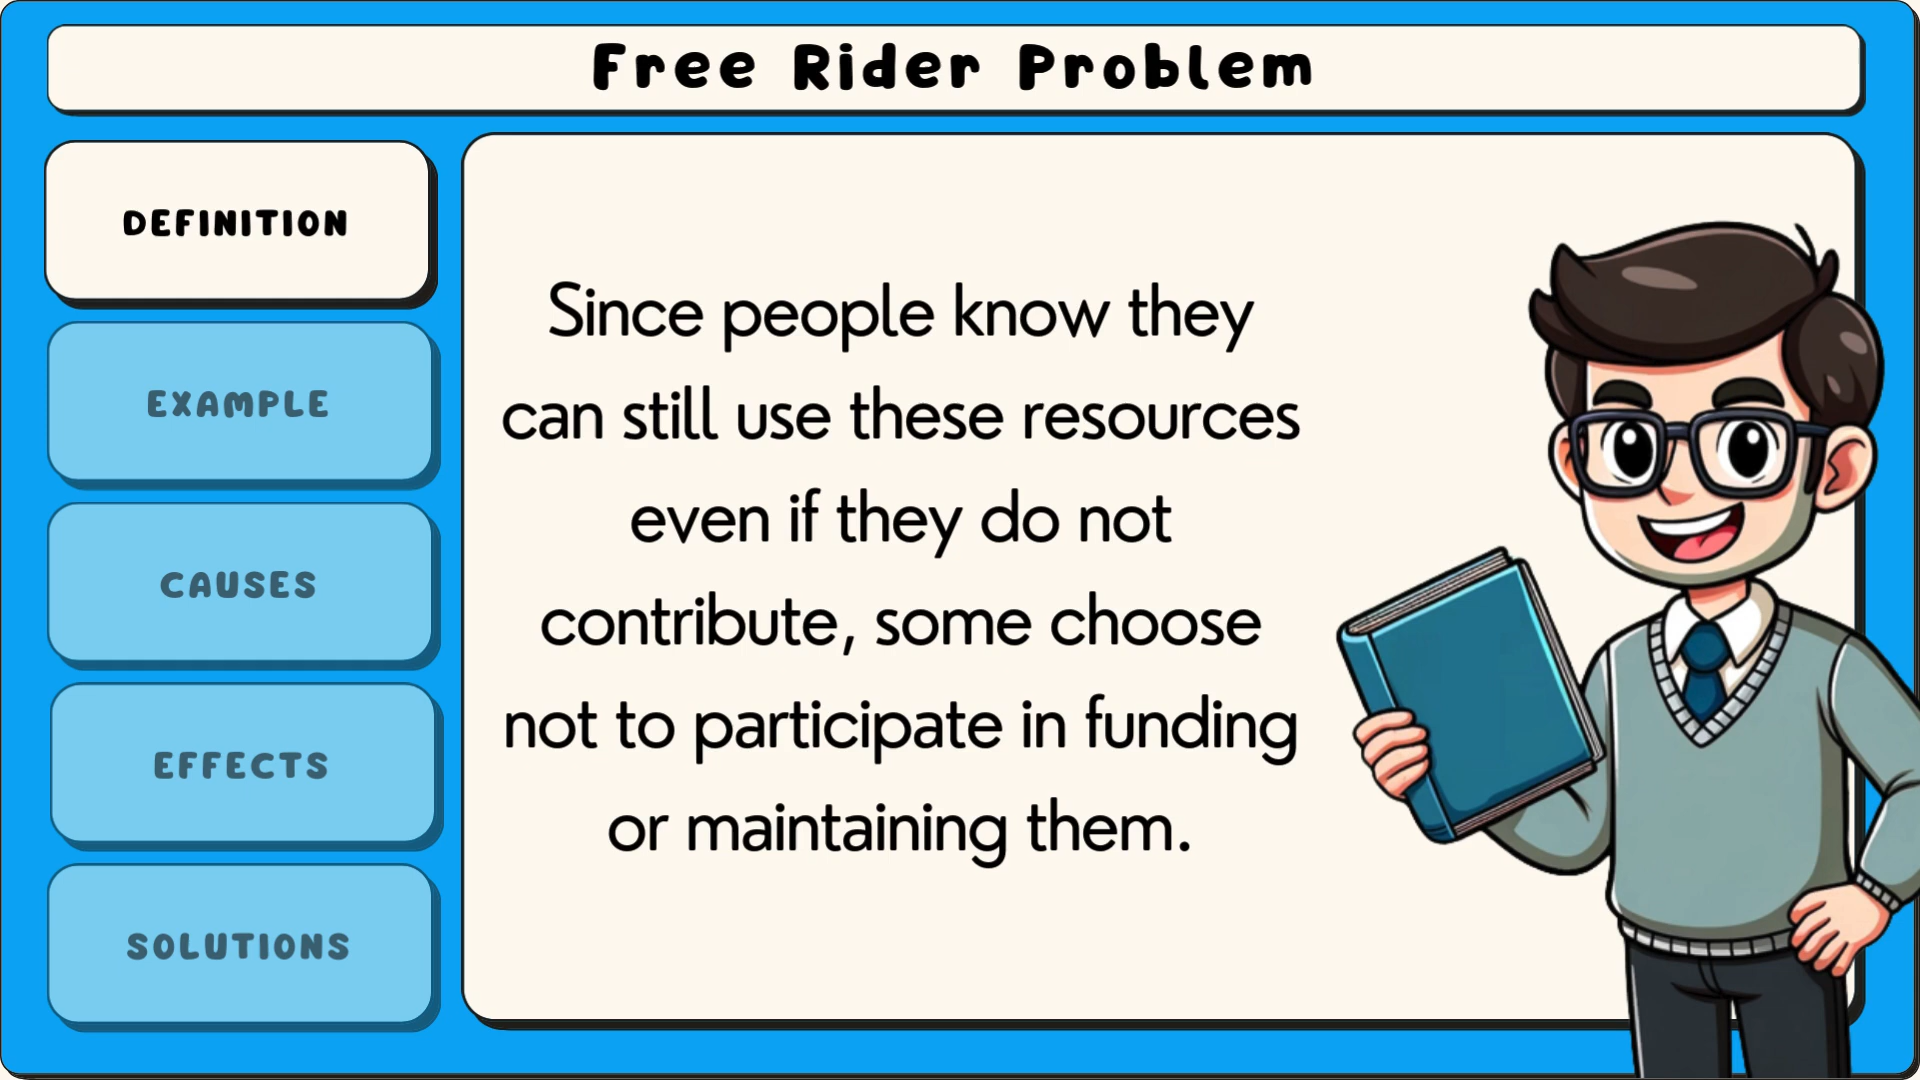 Free Rider Problem
DEFINITION
EXAMPLE
CAUSES
EFFECTS
SOLUTIONS
Since people know they
can still use these resources
even if they do not
contribute, some choose
not to participate in funding
or maintaining them.